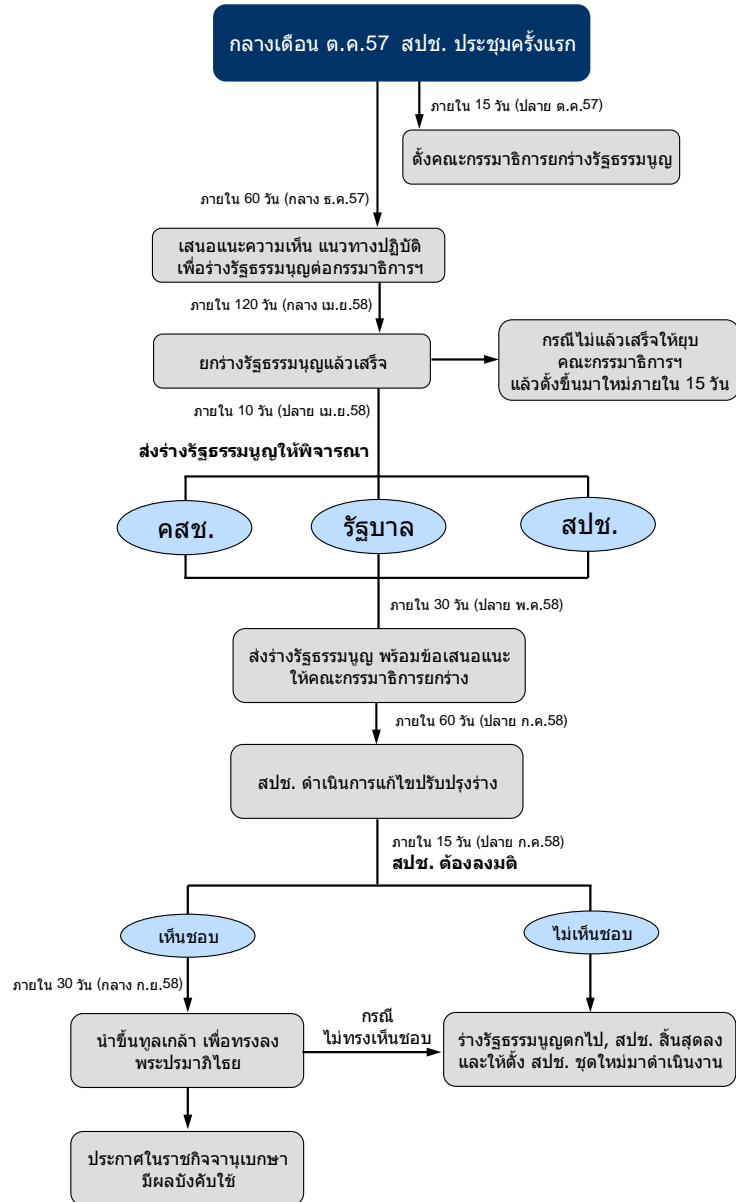 กลางเดือน ต.ค.57 สปช. ประชุมครั้งแรก
ภายใน 15 วัน (ปลาย ต.ค.57)
ตั้งคณะกรรมาธิการยกร่างรัฐธรรมนูญ
ภายใน 60 วัน (กลาง ธ.ค.57)
เสนอแนะความเห็น แนวทางปฏิบัติ
เพื่อร่างรัฐธรรมนุญต่อกรรมาธิการฯ
ภายใน 120 วัน (กลาง เม.ย.58)
ยกร่างรัฐธรรมนุญแล้วเสร็จ
กรณีไม่แล้วเสร็จให้ยุบ
คณะกรรมาธิการฯ
แล้วตั้งขึ้นมาใหม่ภายใน 15 วัน
ภายใน 10 วัน (ปลาย เม.ย.58)
ส่งร่างรัฐธรรมนูญให้พิจารณา
คสช.
รัฐบาล
สปช.
ภายใน 30 วัน (ปลาย พ.ค.58)
ส่งร่างรัฐธรรมนูญ พร้อมข้อเสนอแนะ
ให้คณะกรรมาธิการยกร่าง
ภายใน 60 วัน (ปลาย ก.ค.58)
สปช. ดำเนินการแก้ไขปรับปรุงร่าง
ภายใน 15 วัน (ปลาย ก.ค.58)
สปช. ต้องลงมติ
เห็นชอบ
ไม่เห็นชอบ
ภายใน 30 วัน (กลาง ก.ย.58)
นำขึ้นทูลเกล้า เพื่อทรงลง
พระปรมาภิไธย
กรณี
ไม่ทรงเห็นชอบ
ร่างรัฐธรรมนูญตกไป, สปช. สิ้นสุดลง
และให้ตั้ง สปช. ชุดใหม่มาดำเนินงาน
ประกาศในราชกิจจานุเบกษา
มีผลบังคับใช้